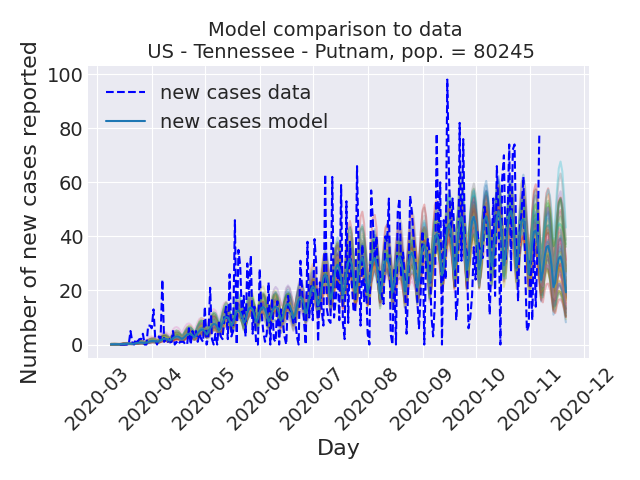 Model comparison to data
US - Tennessee - Putnam, pop. = 80245
Number of new cases reported
100
80
60
40
20
0
new cases data
new cases model
2020-03
2020-04
2020-05
2020-06
2020-07
2020-08
2020-09
2020-10
2020-11
2020-12
Day